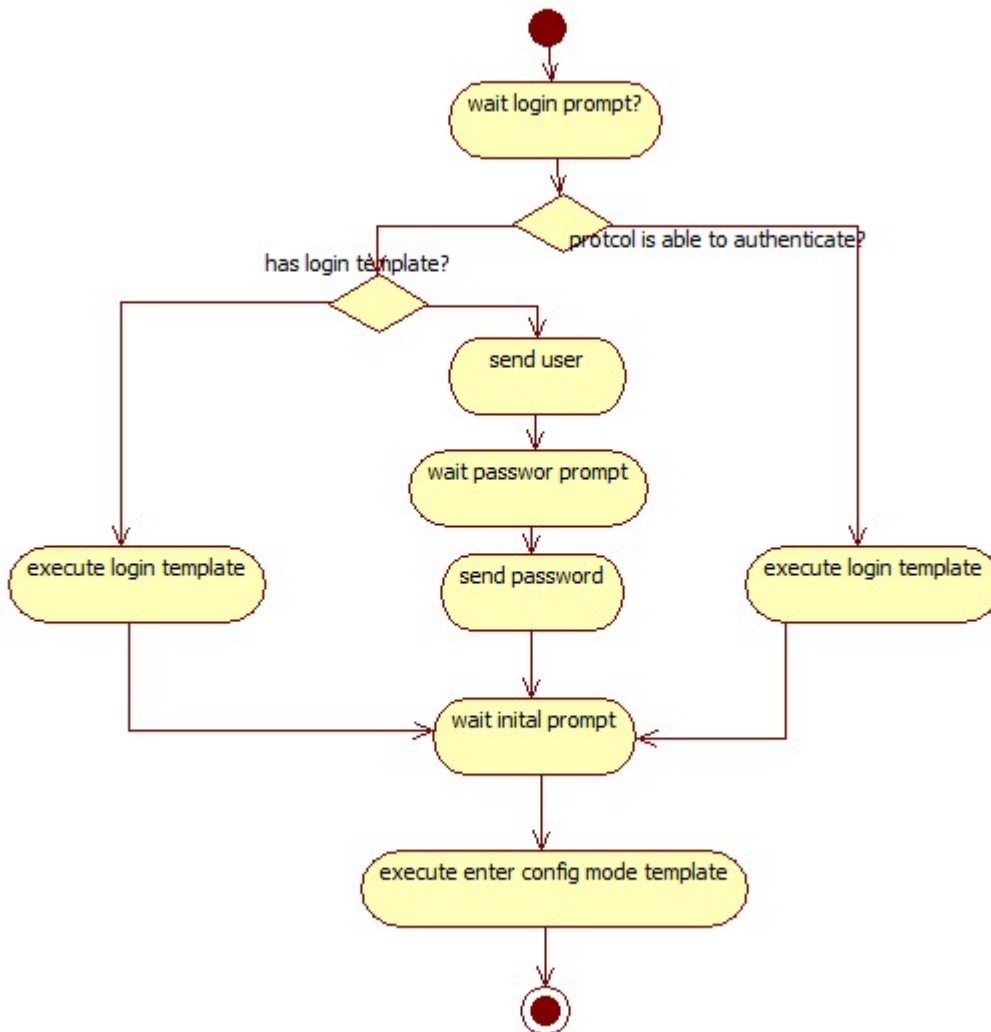 wait login prompt?
protcol is able to authenticate?
has login template?
send user
wait passwor prompt
execute login template
send password
execute login template
wait inital prompt
execute enter config mode template